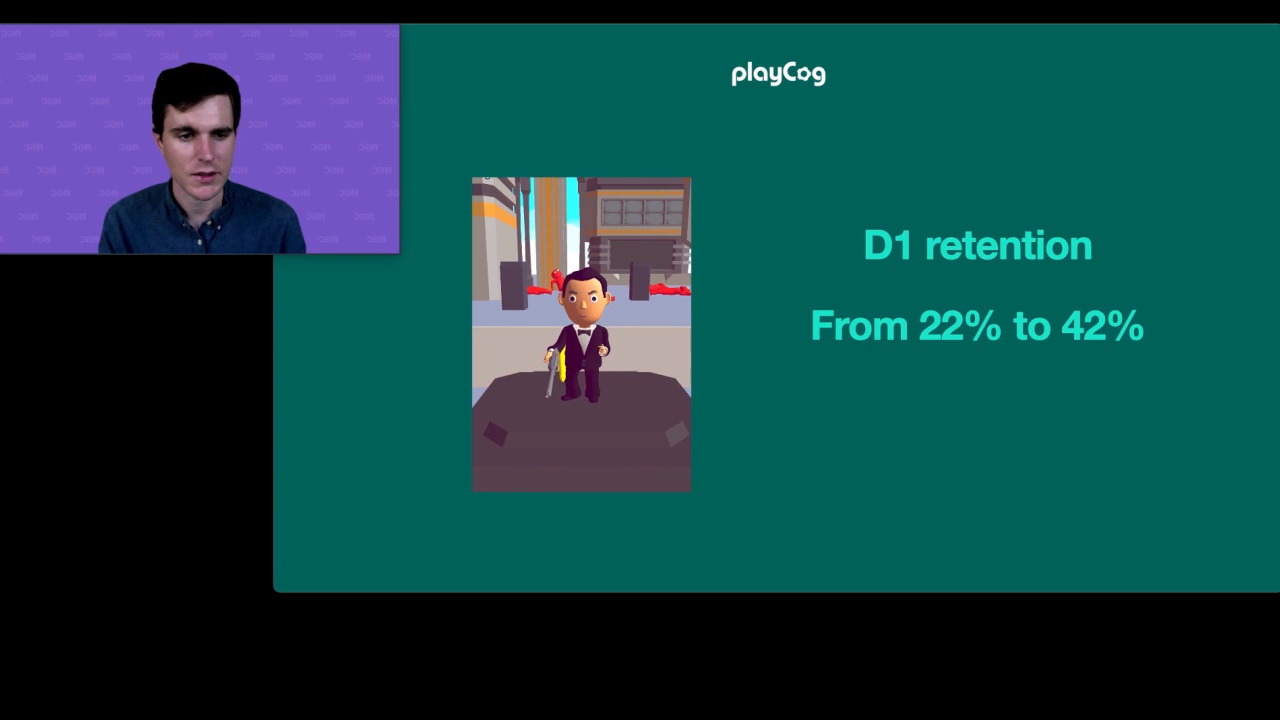 playCog
D1 retention
From 22% to 42%